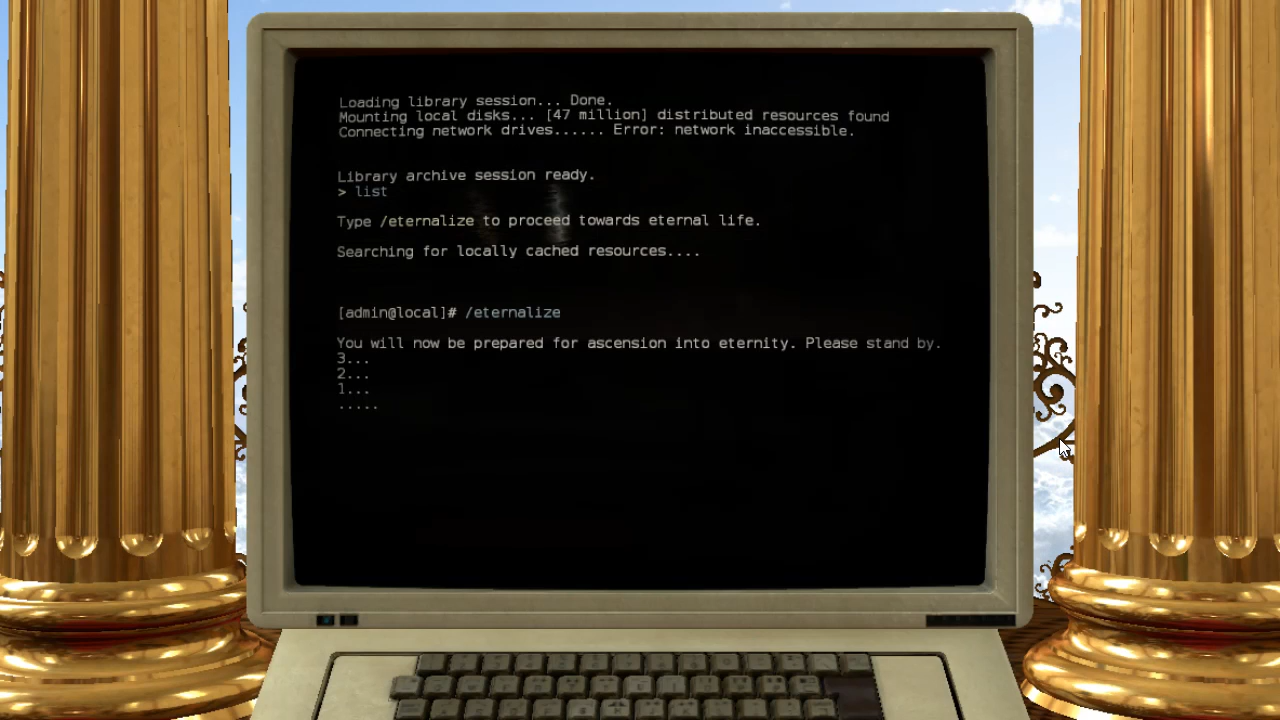 Loading library session... Done.
Mounting local disks... [47 million] distributed resources found
Connecting network drives...... Error: network inaccessible.
Library archive session ready.
> list
Type /eternalize to proceed towards eternal life.
Searching for locally cached resources....
[admin@local]# /eternalize
You will now be prepared for ascension into eternity. Please stand by.
3...
2...
1...
.....